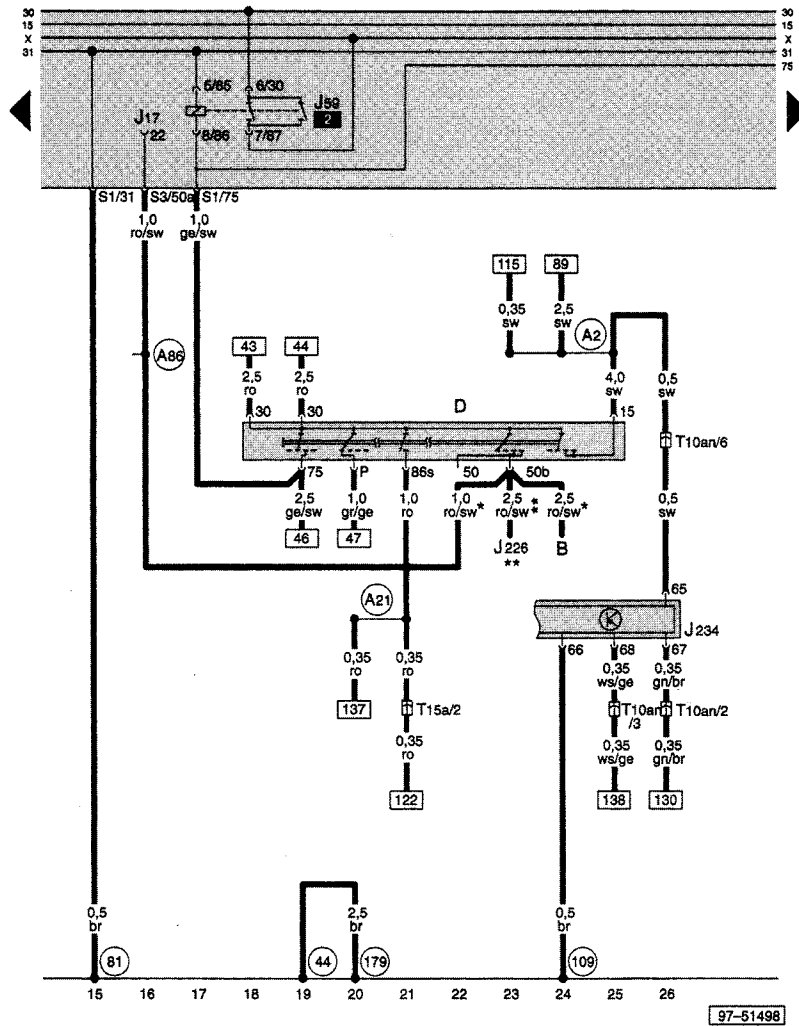 30 30
15 15
X X
31 31
75
5/85 6/30
J59
2
J17
22 8/86 7/87
S1/31 S3/50a S1/75
1,0 1,0
ro/sw ge/sw
115 89
0,35 2,5
sw sw
A2
A86
43 44
2,5 2,5 4,0 0,5
ro ro sw sw
30 30 D 15
T10an/6
75 P 86s 50 50b
2,5 1,0 1,0 1,0 2,5 2,5 0,5
ge/sw gr/ge ro ro/sw* ro/sw** ro/sw* sw
46 47 J226 B
**
65
A21
J234
66 68 67
0,35 0,35 0,35 0,35
ro ro ws/ge gn/br
137 T15a/2 T10an/3 T10an/2
0,35 0,35 0,35
ro ws/ge gn/br
122 138 130
0,5 2,5 0,5
br br br
81 44 179 109
15 16 17 18 19 20 21 22 23 24 25 26
97-51498